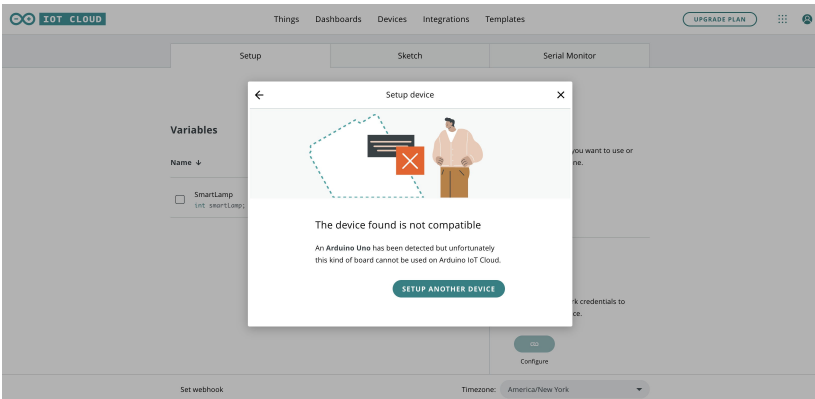 IOT CLOUD
Things Dashboards Devices Integrations Templates
UPGRADE PLAN
Setup Sketch Serial Monitor
Setup device
Variables
Name ↓
SmartLamp
int smartLamp;
The device found is not compatible
An Arduino Uno has been detected but unfortunately
this kind of board cannot be used on Arduino IoT Cloud.
SETUP ANOTHER DEVICE
you want to use or
ne.
rk credentials to
ce.
Configure
Set webhook
Timezone: America/New York